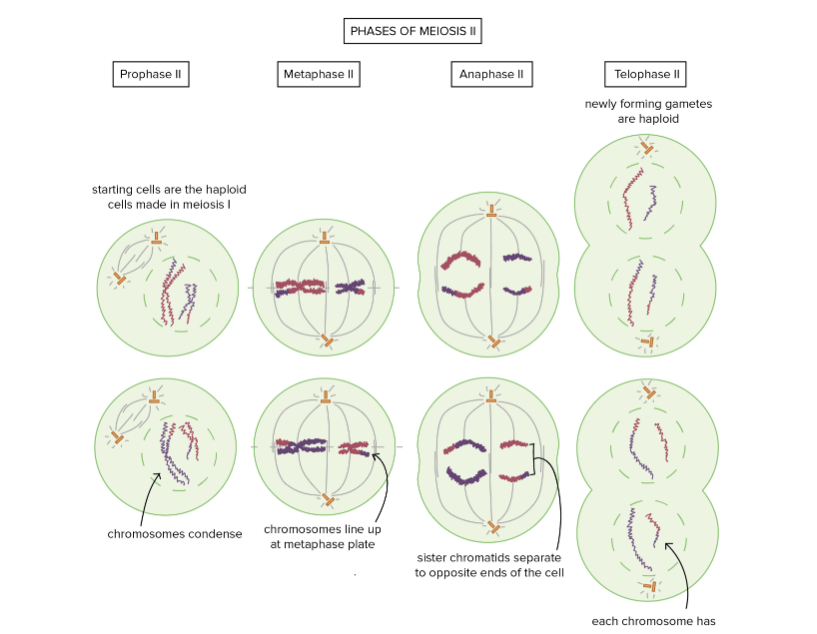 PHASES OF MEIOSIS II
Prophase II
Metaphase II
Anaphase II
Telophase II
newly forming gametes
are haploid
starting cells are the haploid
cells made in meiosis I
chromosomes condense
chromosomes line up
at metaphase plate
sister chromatids separate
to opposite ends of the cell
each chromosome has